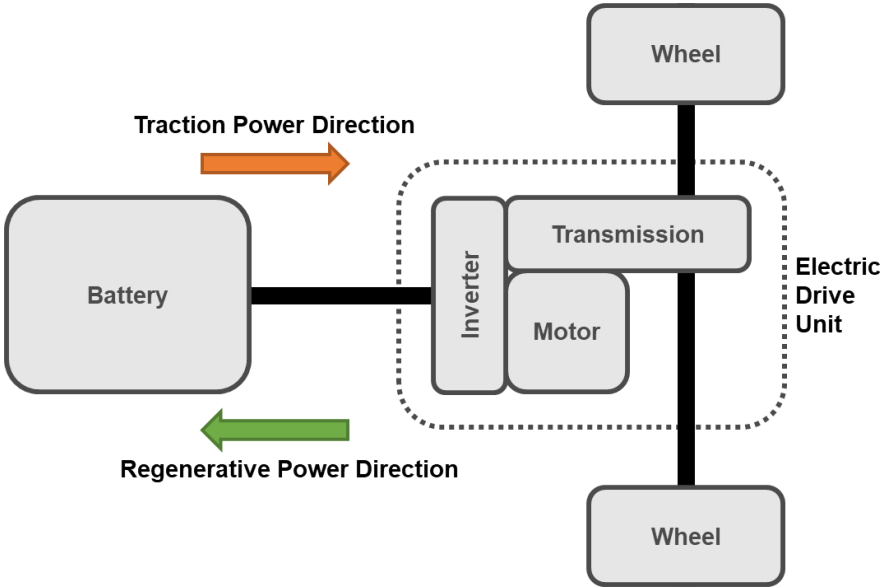 Wheel
Traction Power Direction
Battery
Inverter
Transmission
Motor
Electric
Drive
Unit
Regenerative Power Direction
Wheel